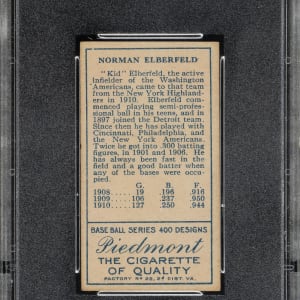 NORMAN ELBERFELD
"Kid" Elberfeld, the active
infielder of the Washington
Americans, came to that team
from the New York Highland-
ers in 1910. Elberfeld com-
menced playing semi-profes-
sional ball in his teens, and in
1897 joined the Detroit team.
Since then he has played with
Cincinnati, Philadelphia, and
the New York Americans.
Twice he got into .300 batting
figures, in 1901 and 1906. He
has always been fast in the
field and a good batter when
any of the bases were occu-
pied.
G. B. F.
1908 19 .196 .916
1909 106 .237 .950
1910 127 .250 .944
BASE BALL SERIES 400 DESIGNS
Piedmont
THE CIGARETTE
OF QUALITY
FACTORY No 25, 2d DIST. VA.